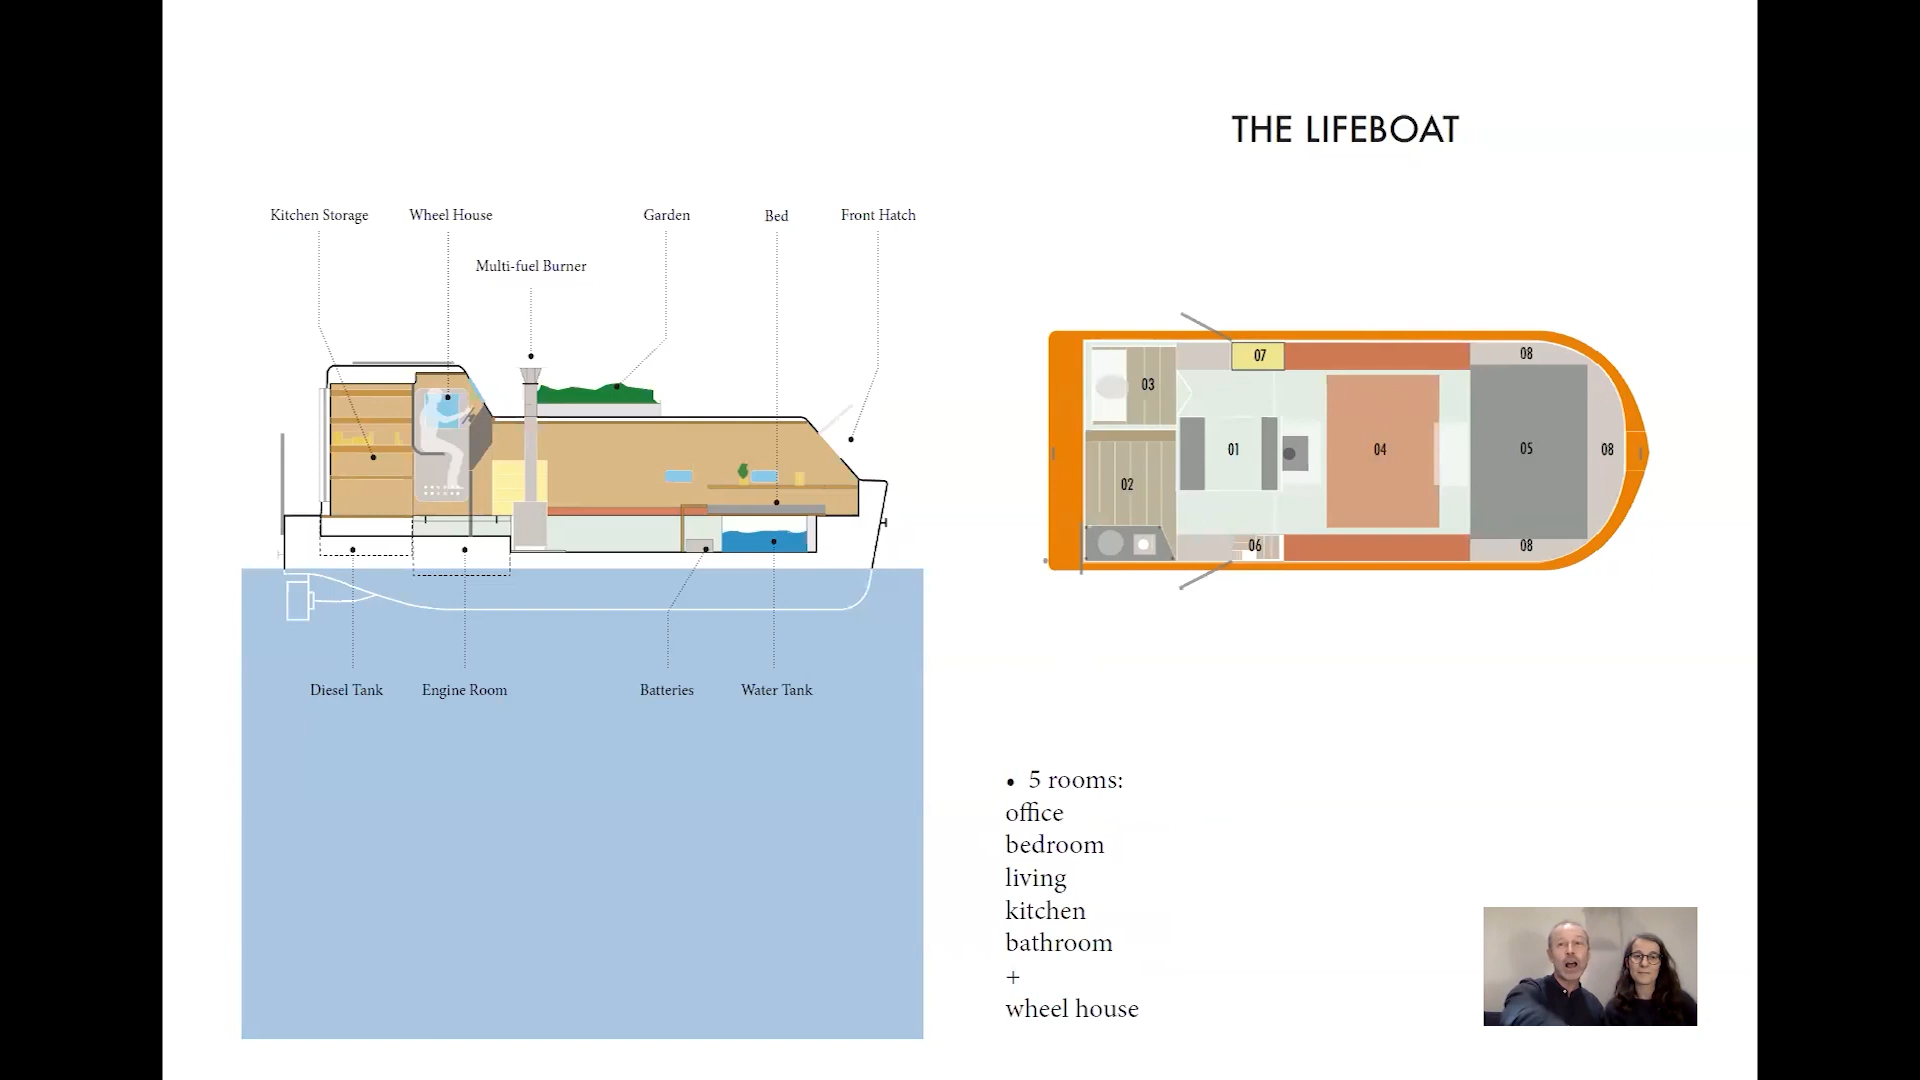 THE LIFEBOAT
Kitchen Storage
Wheel House
Garden
Bed
Front Hatch
Multi-fuel Burner
Diesel Tank
Engine Room
Batteries
Water Tank
07
08
03
01
04
05
08
02
06
08
• 5 rooms:
office
bedroom
living
kitchen
bathroom
+
wheel house